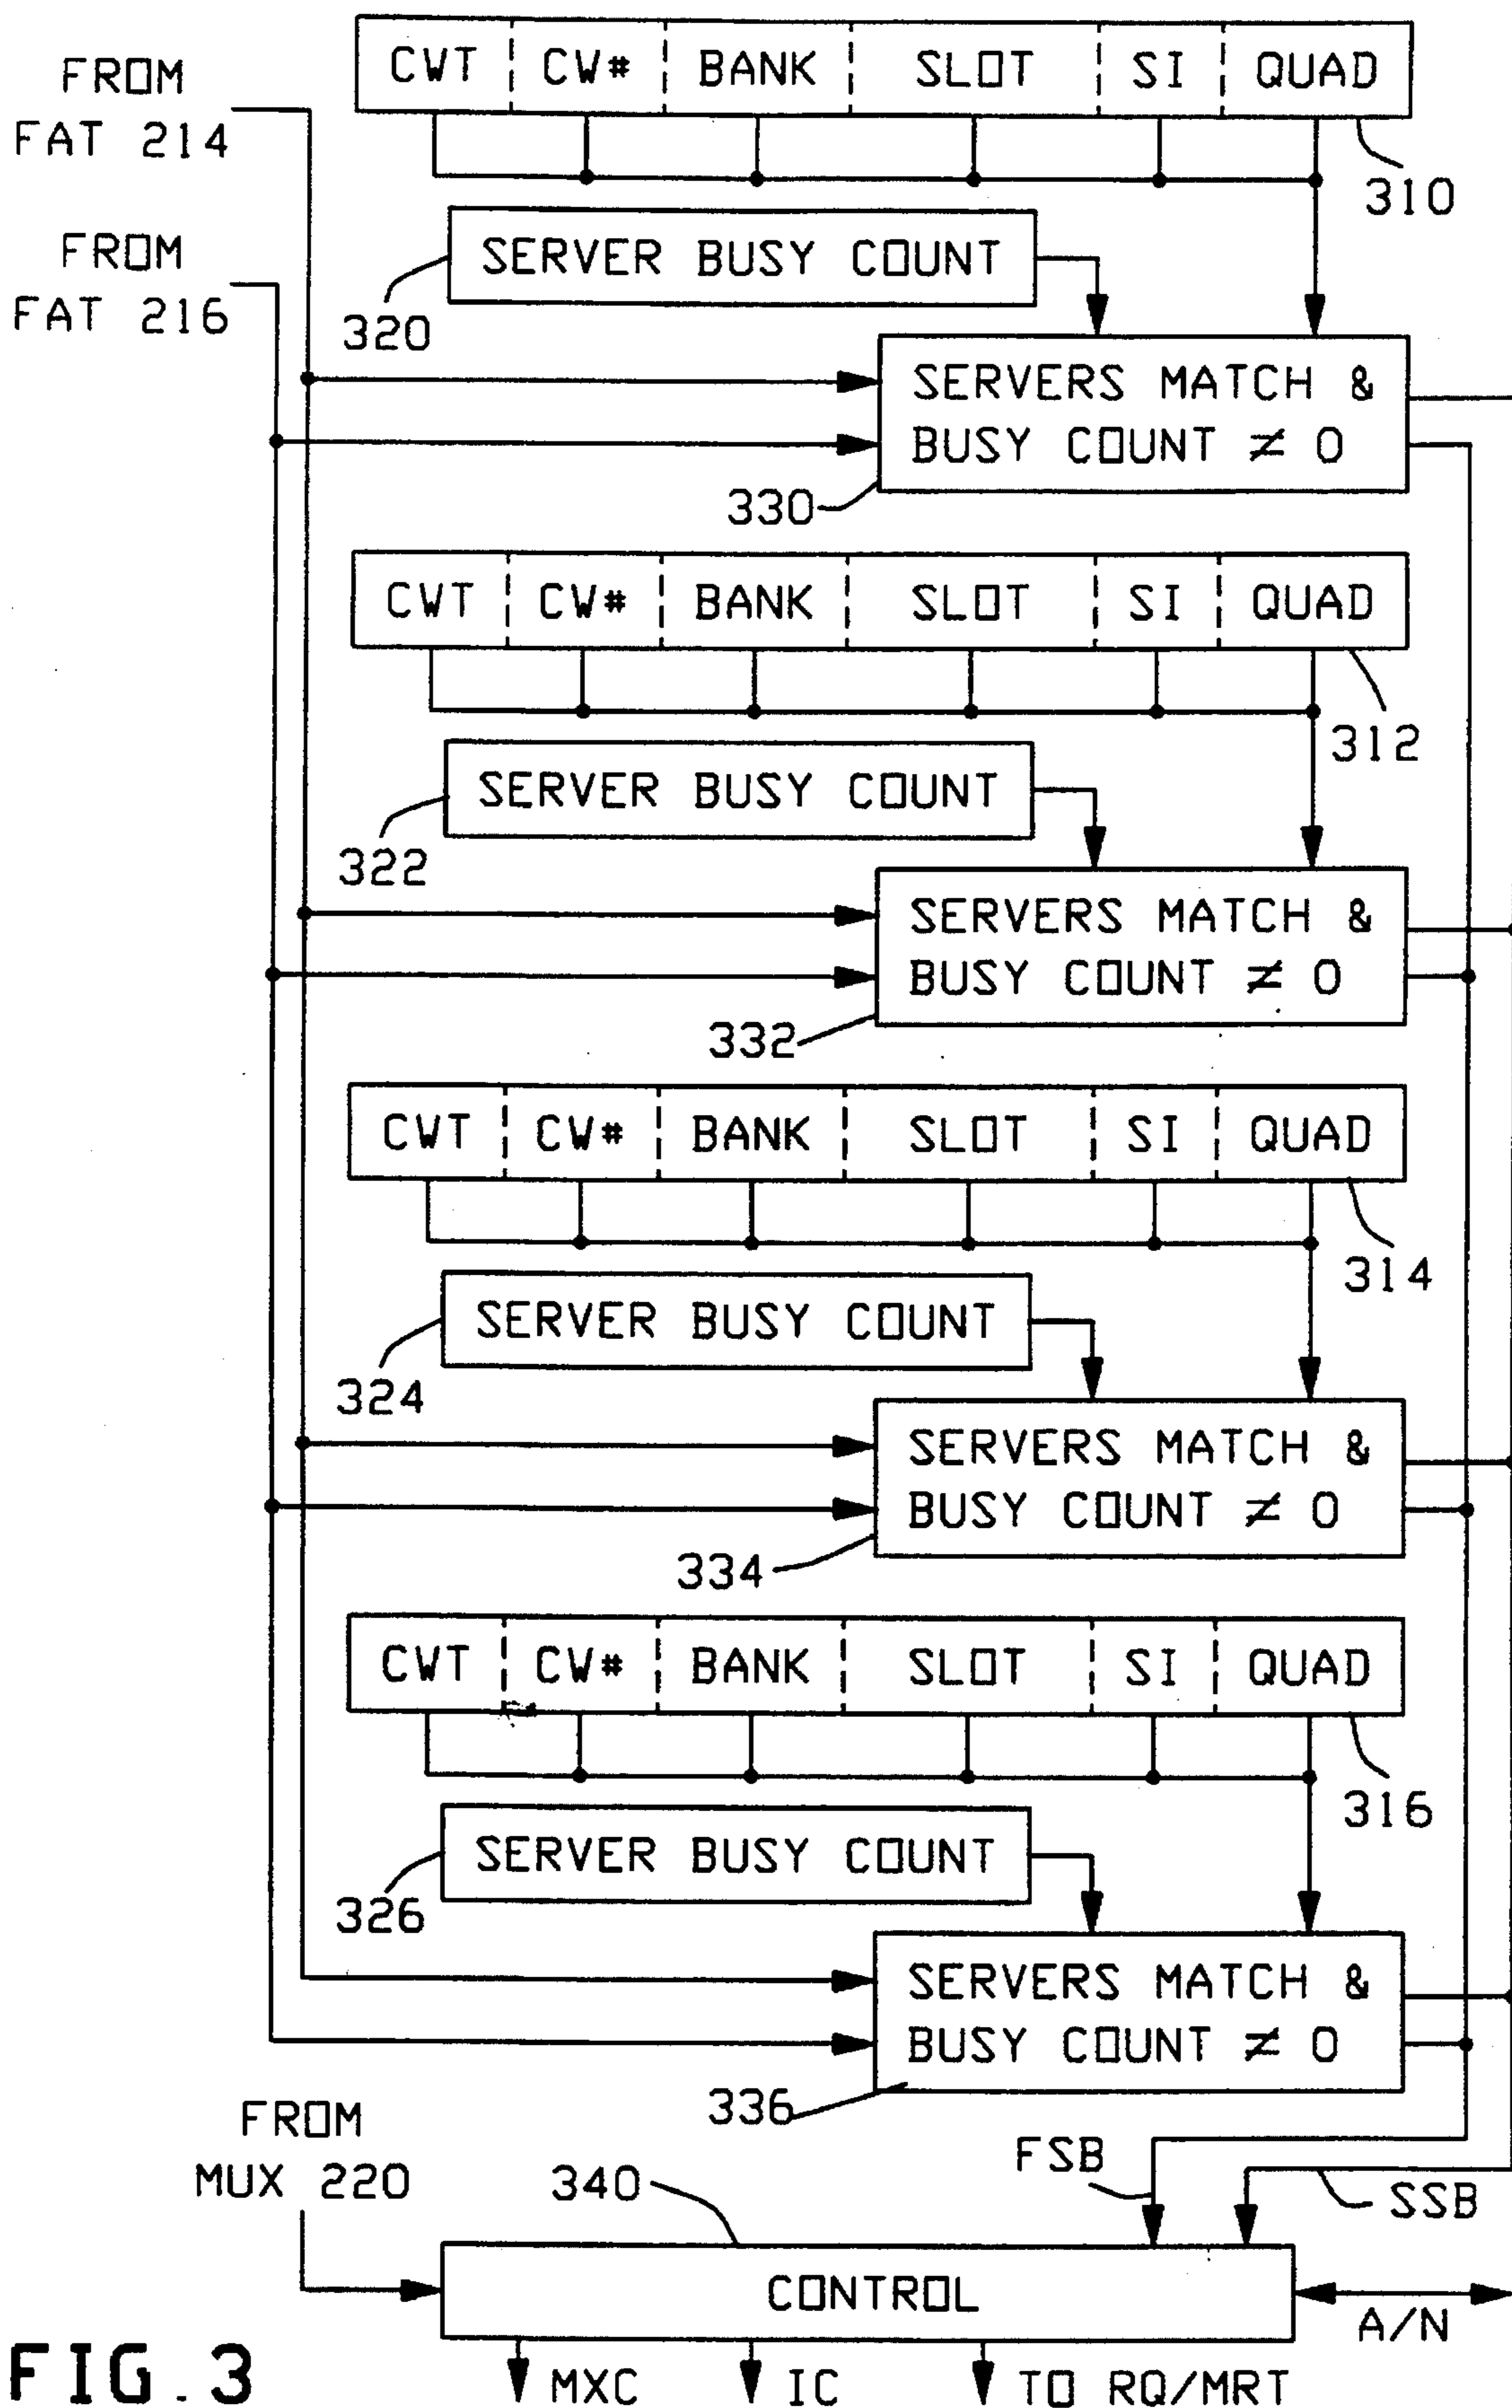 CWT CW# BANK SLOT SI QUAD
FROM
FAT 214
310
FROM
FAT 216
SERVER BUSY COUNT
320
SERVERS MATCH &
BUSY COUNT ≠ 0
330
CWT CW# BANK SLOT SI QUAD
312
SERVER BUSY COUNT
322
SERVERS MATCH &
BUSY COUNT ≠ 0
332
CWT CW# BANK SLOT SI QUAD
314
SERVER BUSY COUNT
324
SERVERS MATCH &
BUSY COUNT ≠ 0
334
CWT CW# BANK SLOT SI QUAD
316
SERVER BUSY COUNT
326
SERVERS MATCH &
BUSY COUNT ≠ 0
336
FROM
MUX 220
340
FSB
SSB
CONTROL
A/N
MXC
IC
TO RQ/MRT
FIG. 3